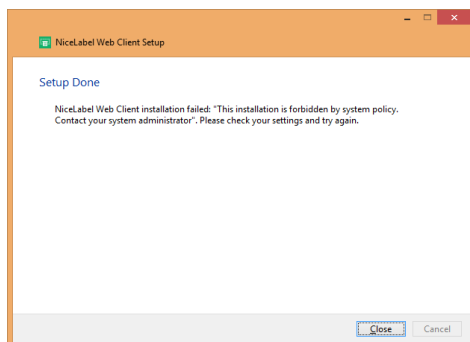 NiceLabel Web Client Setup
Setup Done
NiceLabel Web Client installation failed: "This installation is forbidden by system policy.
Contact your system administrator". Please check your settings and try again.
Close Cancel